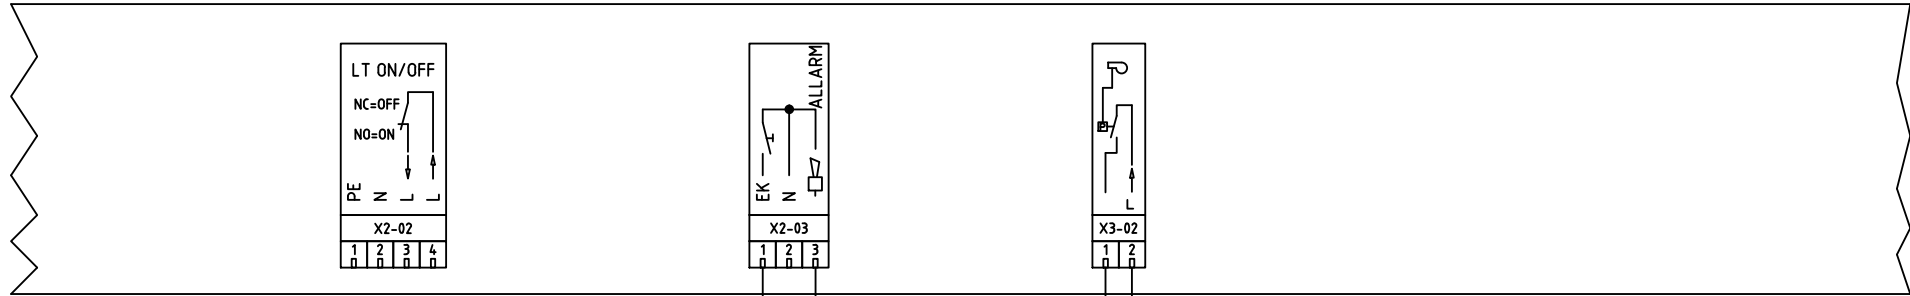 LT ON/OFF
NC=OFF
NO=ON
PE N L L
X2-02
1 2 3 4
ALLARM
EK N
X2-03
1 2 3
P
L
X3-02
1 2